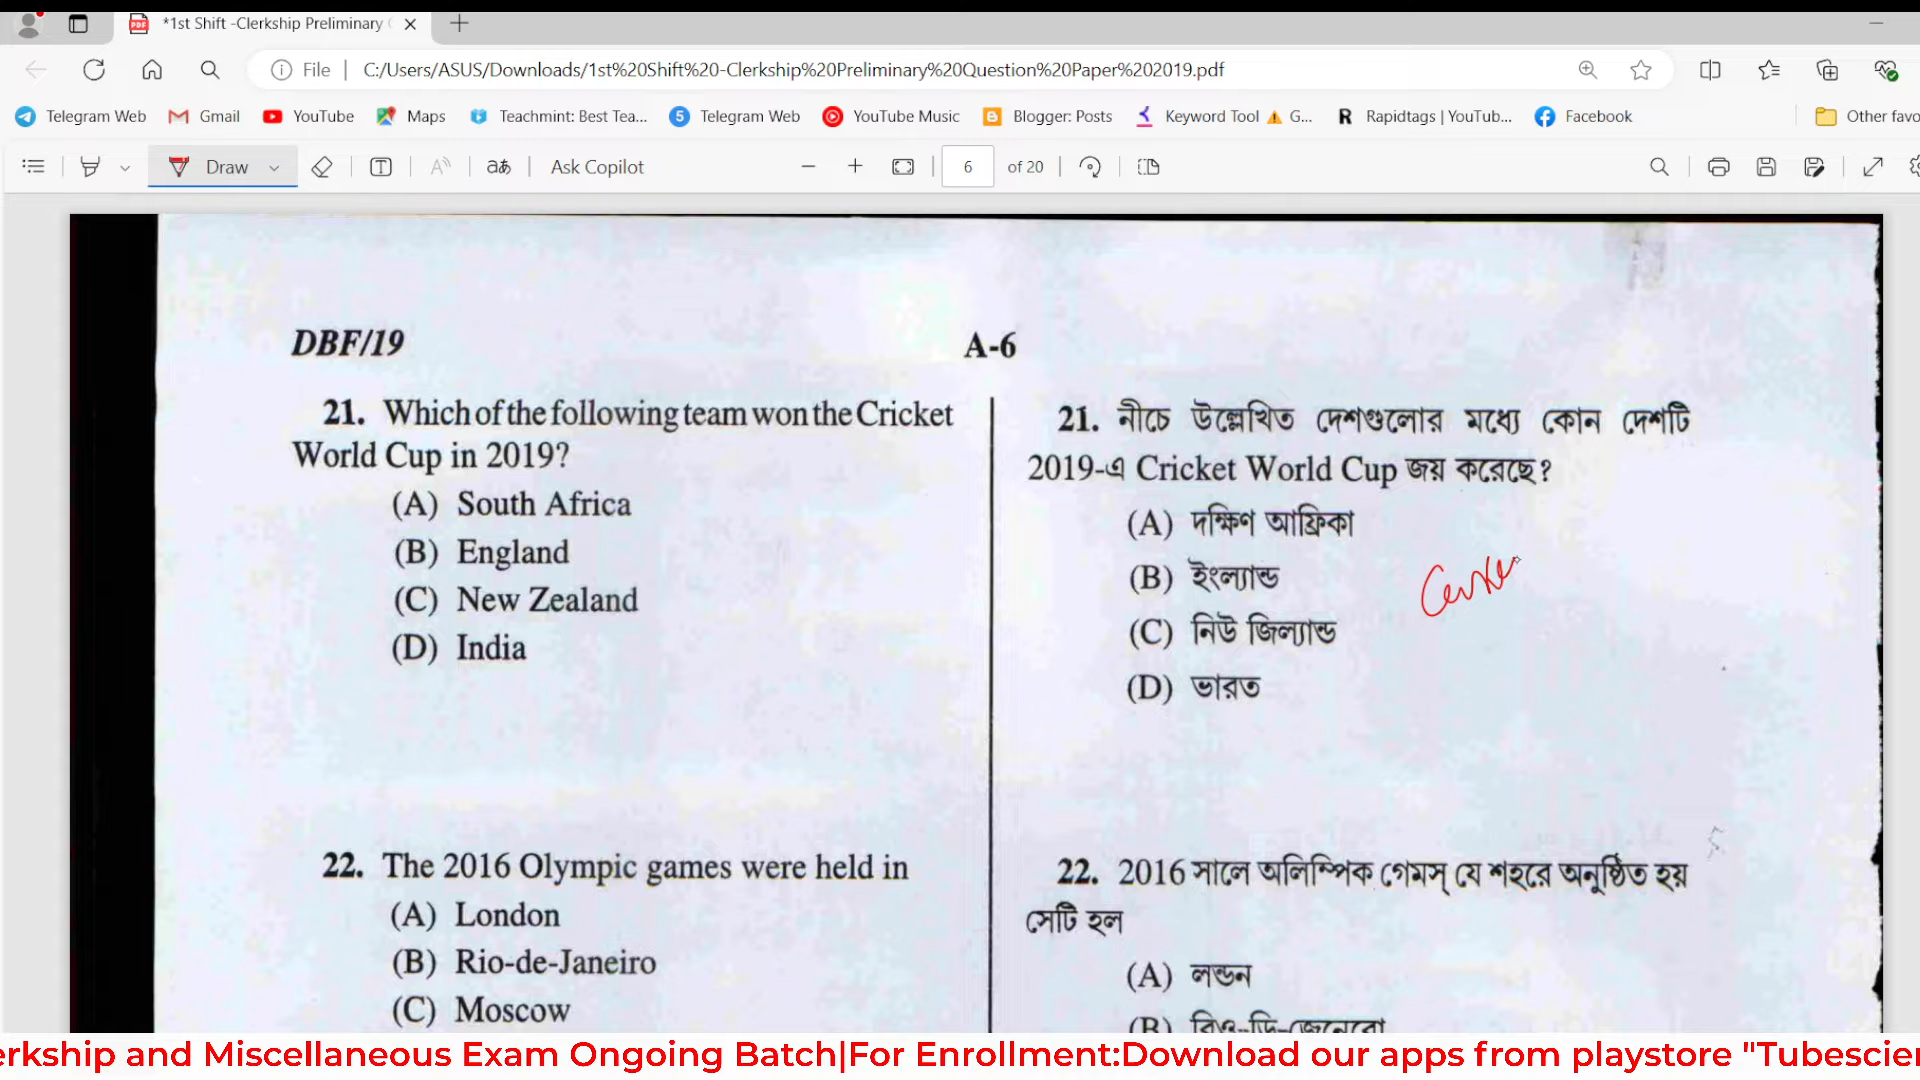 *1st Shift -Clerkship Preliminary
File
C:/Users/ASUS/Downloads/1st%20Shift%20-Clerkship%20Preliminary%20Question%20Paper%202019.pdf
Telegram Web
Gmail
YouTube
Maps
Teachmint: Best Tea...
Telegram Web
YouTube Music
Blogger: Posts
Keyword Tool ⚠ G...
Rapidtags | YouTub...
Facebook
Other favo
Draw
Ask Copilot
6 of 20
DBF/19
A-6
21. Which of the following team won the Cricket
World Cup in 2019?
(A) South Africa
(B) England
(C) New Zealand
(D) India
22. The 2016 Olympic games were held in
(A) London
(B) Rio-de-Janeiro
(C) Moscow
21. নীচে উল্লেখিত দেশগুলোর মধ্যে কোন দেশটি
2019-এ Cricket World Cup জয় করেছে?
(A) দক্ষিণ আফ্রিকা
(B) ইংল্যান্ড
(C) নিউ জিল্যান্ড
(D) ভারত
22. 2016 সালে অলিম্পিক গেমস্ যে শহরে অনুষ্ঠিত হয়
সেটি হল
(A) লন্ডন
(B) রিও-ডি-জেনেরো
erkship and Miscellaneous Exam Ongoing Batch|For Enrollment:Download our apps from playstore "Tubescien